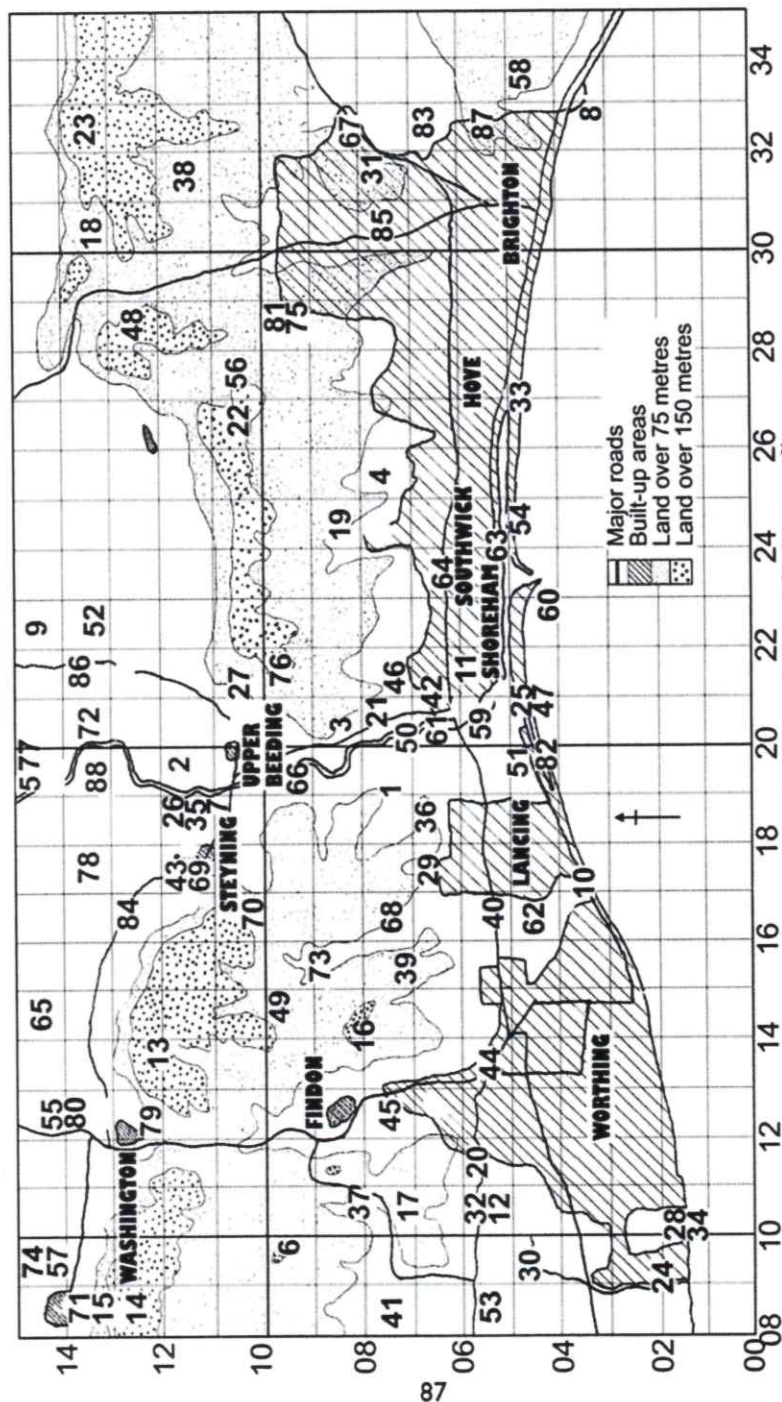 74 55 65 577 9
14 57 80 88 72 86 52 18 23
71 79 84 78 48
15 WASHINGTON
12 14 13 43 26 2 38
69 35 7
STEYNING 27 22 56
10 6 49 70 66 UPPER
BEEDING 76 81
FINDON 73 3 19 75 67
08 37 16 21 31
41 45 17 39 68 1 50 46 4 85 83
06 20 29 36 61 42 64
53 32 44 40 59 11 SOUTHWICK HOVE 87
12 LANCING SHOREHAM 63 BRIGHTON 58
30 62 51 25 54 33
04 WORTHING 10 82 47 60 8
24 28
02 34
00
08 10 12 14 16 18 20 22 24 26 28 30 32 34
87
Major roads
Built-up areas
Land over 75 metres
Land over 150 metres